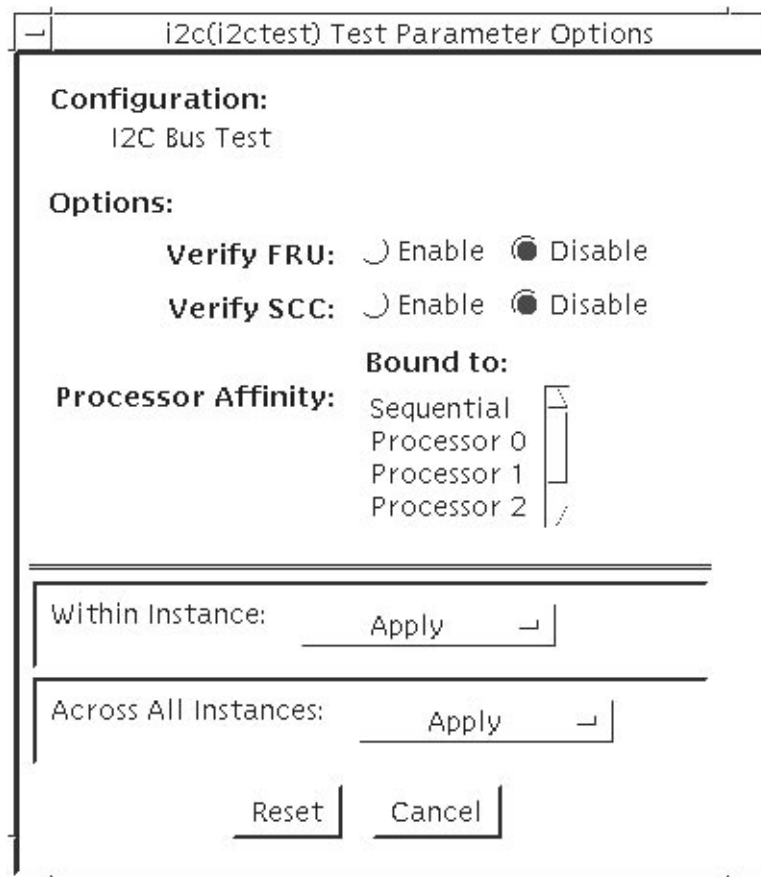 i2c(i2ctest) Test Parameter Options
Configuration:
I2C Bus Test
Options:
Verify FRU: Enable Disable
Verify SCC: Enable Disable
Bound to:
Processor Affinity:
Sequential
Processor 0
Processor 1
Processor 2
Within Instance: Apply
Across All Instances: Apply
Reset Cancel